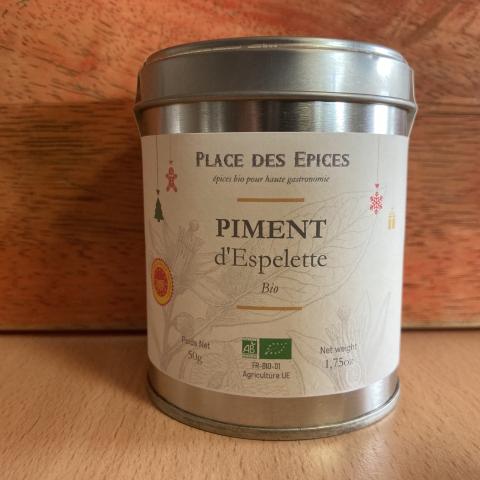 PLACE DES EPICES
épices bio pour haute gastronomie
PIMENT
d'Espelette
Bio
Poids Net
50g
AB
FR-BIO-01
Agriculture UE
Net weight
1,75oz